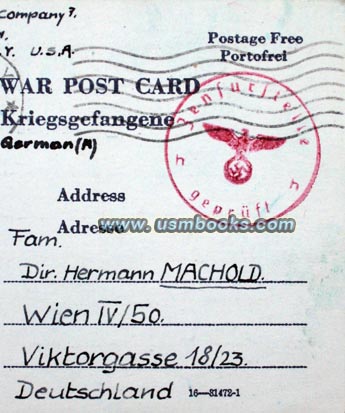 Company?.
Y. U.S.A.
Postage Free
Portofrei
WAR POST CARD
Kriegsgefangene
German(M)
Zensurstelle
geprüft
Address
Adresse
www.usmbooks.com
Fam.
Dir. Hermann MACHOLD.
Wien IV/50.
Viktorgasse 18/23.
Deutschland
16—81472-1